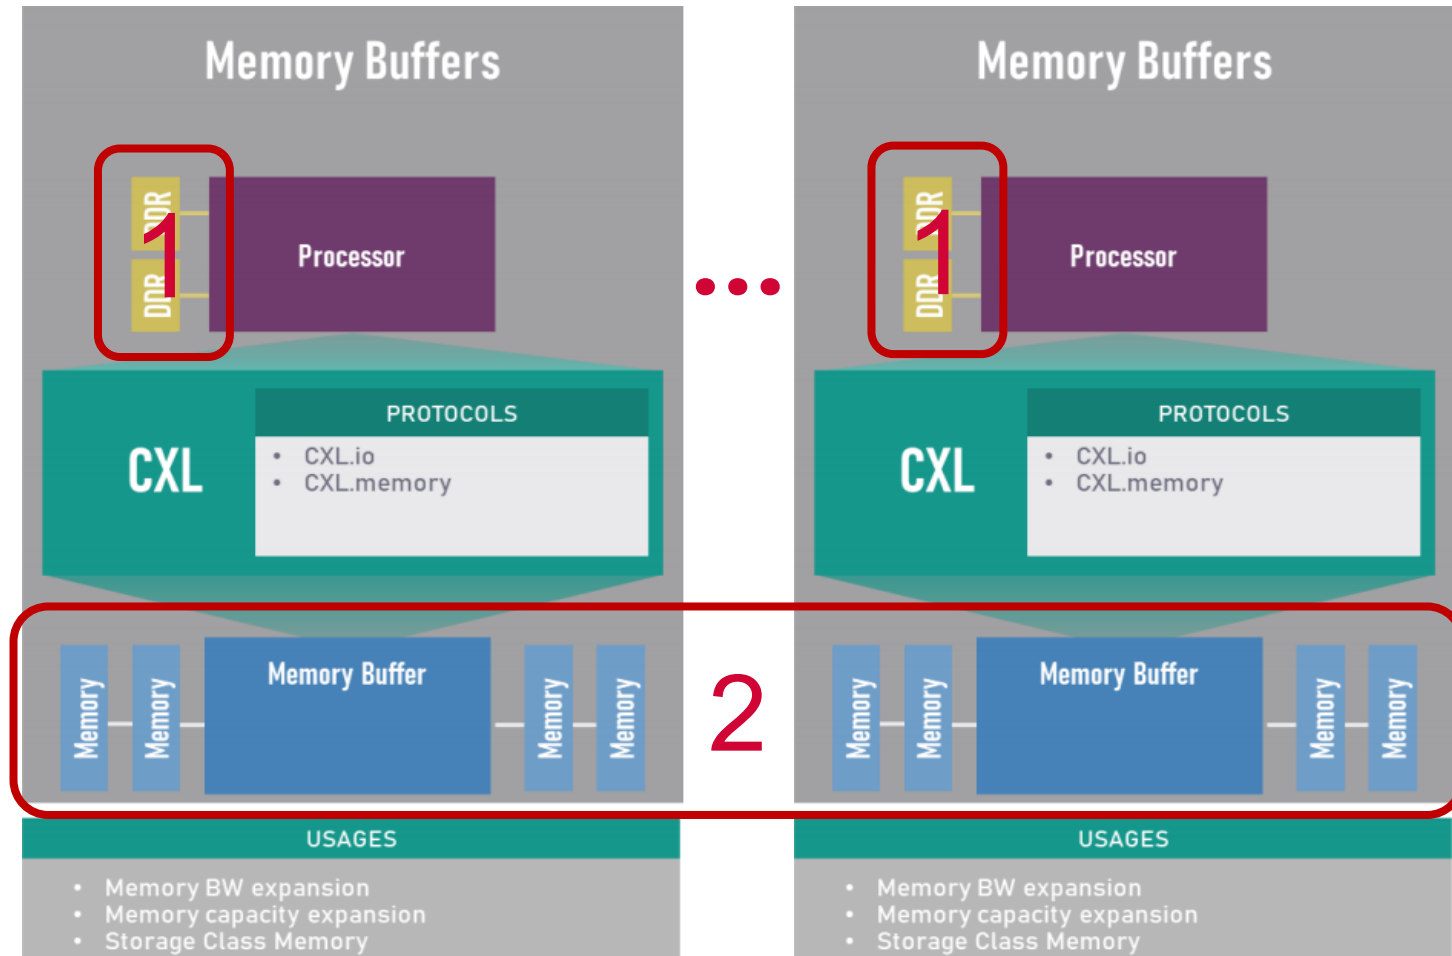 Memory Buffers
DDR
DDR
1
Processor
CXL
PROTOCOLS
• CXL.io
• CXL.memory
Memory
Memory
Memory Buffer
Memory
Memory
USAGES
• Memory BW expansion
• Memory capacity expansion
• Storage Class Memory
...
2
Memory Buffers
DDR
DDR
1
Processor
CXL
PROTOCOLS
• CXL.io
• CXL.memory
Memory
Memory
Memory Buffer
Memory
Memory
USAGES
• Memory BW expansion
• Memory capacity expansion
• Storage Class Memory